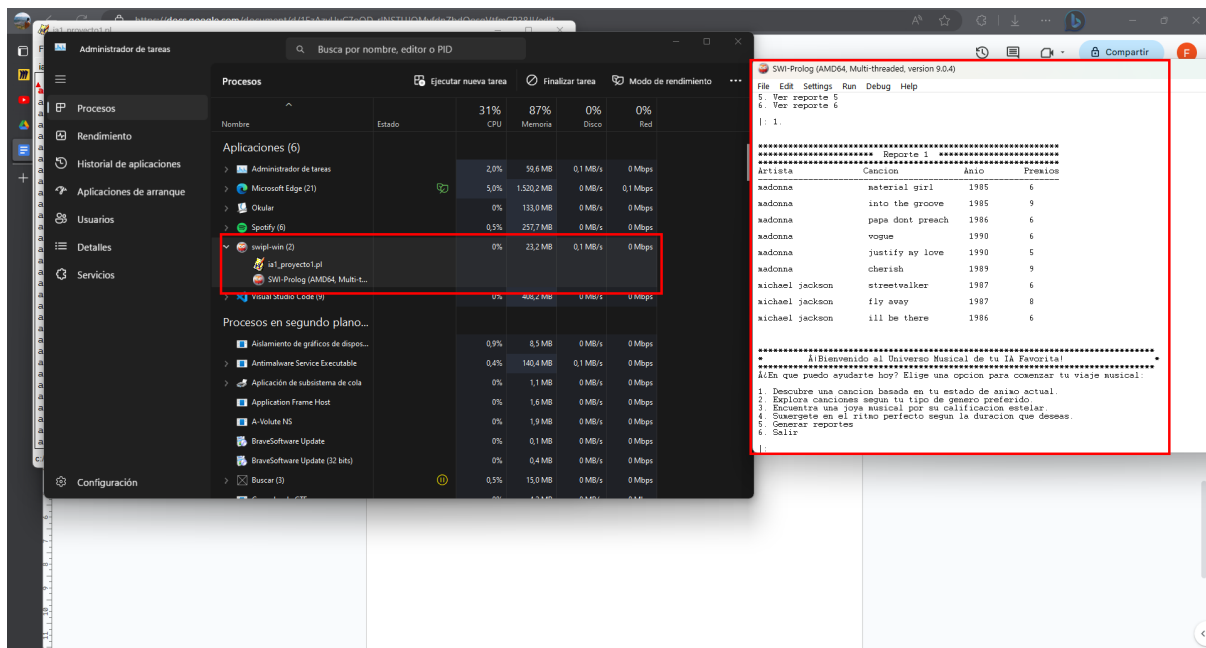 Administrador de tareas
Busca por nombre, editor o PID
Procesos
Ejecutar nueva tarea
Finalizar tarea
Modo de rendimiento
Procesos
Rendimiento
Historial de aplicaciones
Aplicaciones de arranque
Usuarios
Detalles
Servicios
Configuración
31% 87% 0% 0%
Nombre Estado CPU Memoria Disco Red
Aplicaciones (6)
Administrador de tareas 2,0% 59,6 MB 0,1 MB/s 0 Mbps
Microsoft Edge (21) 5,0% 1.520,2 MB 0 MB/s 0,1 Mbps
Okular 0% 133,0 MB 0 MB/s 0 Mbps
Spotify (6) 0,5% 257,7 MB 0 MB/s 0 Mbps
swipl-win (2) 0% 23,2 MB 0,1 MB/s 0 Mbps
ia1_proyecto1.pl
SWI-Prolog (AMD64, Multi-t...
Visual Studio Code (9) 0% 408,2 MB 0 MB/s 0 Mbps
Procesos en segundo plano...
Aislamiento de gráficos de dispos... 0,9% 8,5 MB 0 MB/s 0 Mbps
Antimalware Service Executable 0,4% 140,4 MB 0,1 MB/s 0 Mbps
Aplicación de subsistema de cola 0% 1,1 MB 0 MB/s 0 Mbps
Application Frame Host 0% 1,6 MB 0 MB/s 0 Mbps
A-Volute NS 0% 1,9 MB 0 MB/s 0 Mbps
BraveSoftware Update 0% 0,1 MB 0 MB/s 0 Mbps
BraveSoftware Update (32 bits) 0% 0,4 MB 0 MB/s 0 Mbps
Buscar (3) 0,5% 15,0 MB 0 MB/s 0 Mbps
Compartir
F
SWI-Prolog (AMD64, Multi-threaded, version 9.0.4)
File Edit Settings Run Debug Help
5. Ver reporte 5
6. Ver reporte 6
|: 1.
Reporte 1
Artista Cancion Anio Premios
madonna material girl 1985 6
madonna into the groove 1985 9
madonna papa dont preach 1986 6
madonna vogue 1990 6
madonna justify my love 1990 5
madonna cherish 1989 9
michael jackson streetwalker 1987 6
michael jackson fly away 1987 8
michael jackson ill be there 1986 6
* Â¡Bienvenido al Universo Musical de tu IA Favorita! *
Â¿En que puedo ayudarte hoy? Elige una opcion para comenzar tu viaje musical:
1. Descubre una cancion basada en tu estado de animo actual.
2. Explora canciones segun tu tipo de genero preferido.
3. Encuentra una joya musical por su calificacion estelar.
4. Sumergete en el ritmo perfecto segun la duracion que deseas.
5. Generar reportes
6. Salir
|: